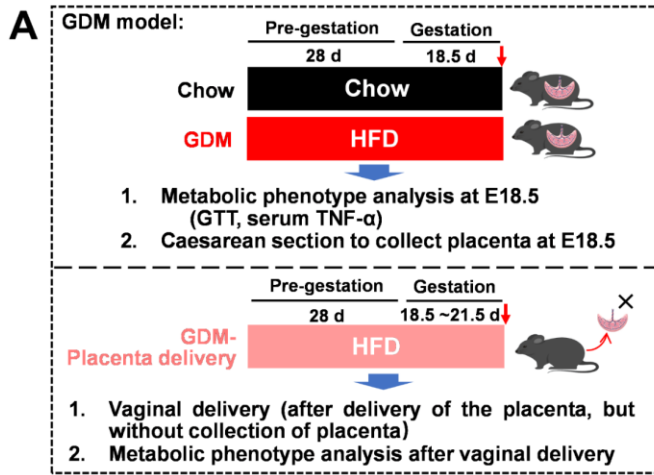 A
GDM model:
Pre-gestation Gestation
28 d 18.5 d
Chow Chow
GDM HFD
1. Metabolic phenotype analysis at E18.5
(GTT, serum TNF-α)
2. Caesarean section to collect placenta at E18.5
Pre-gestation Gestation
28 d 18.5 ~21.5 d
GDM-
Placenta delivery
HFD
1. Vaginal delivery (after delivery of the placenta, but
without collection of placenta)
2. Metabolic phenotype analysis after vaginal delivery